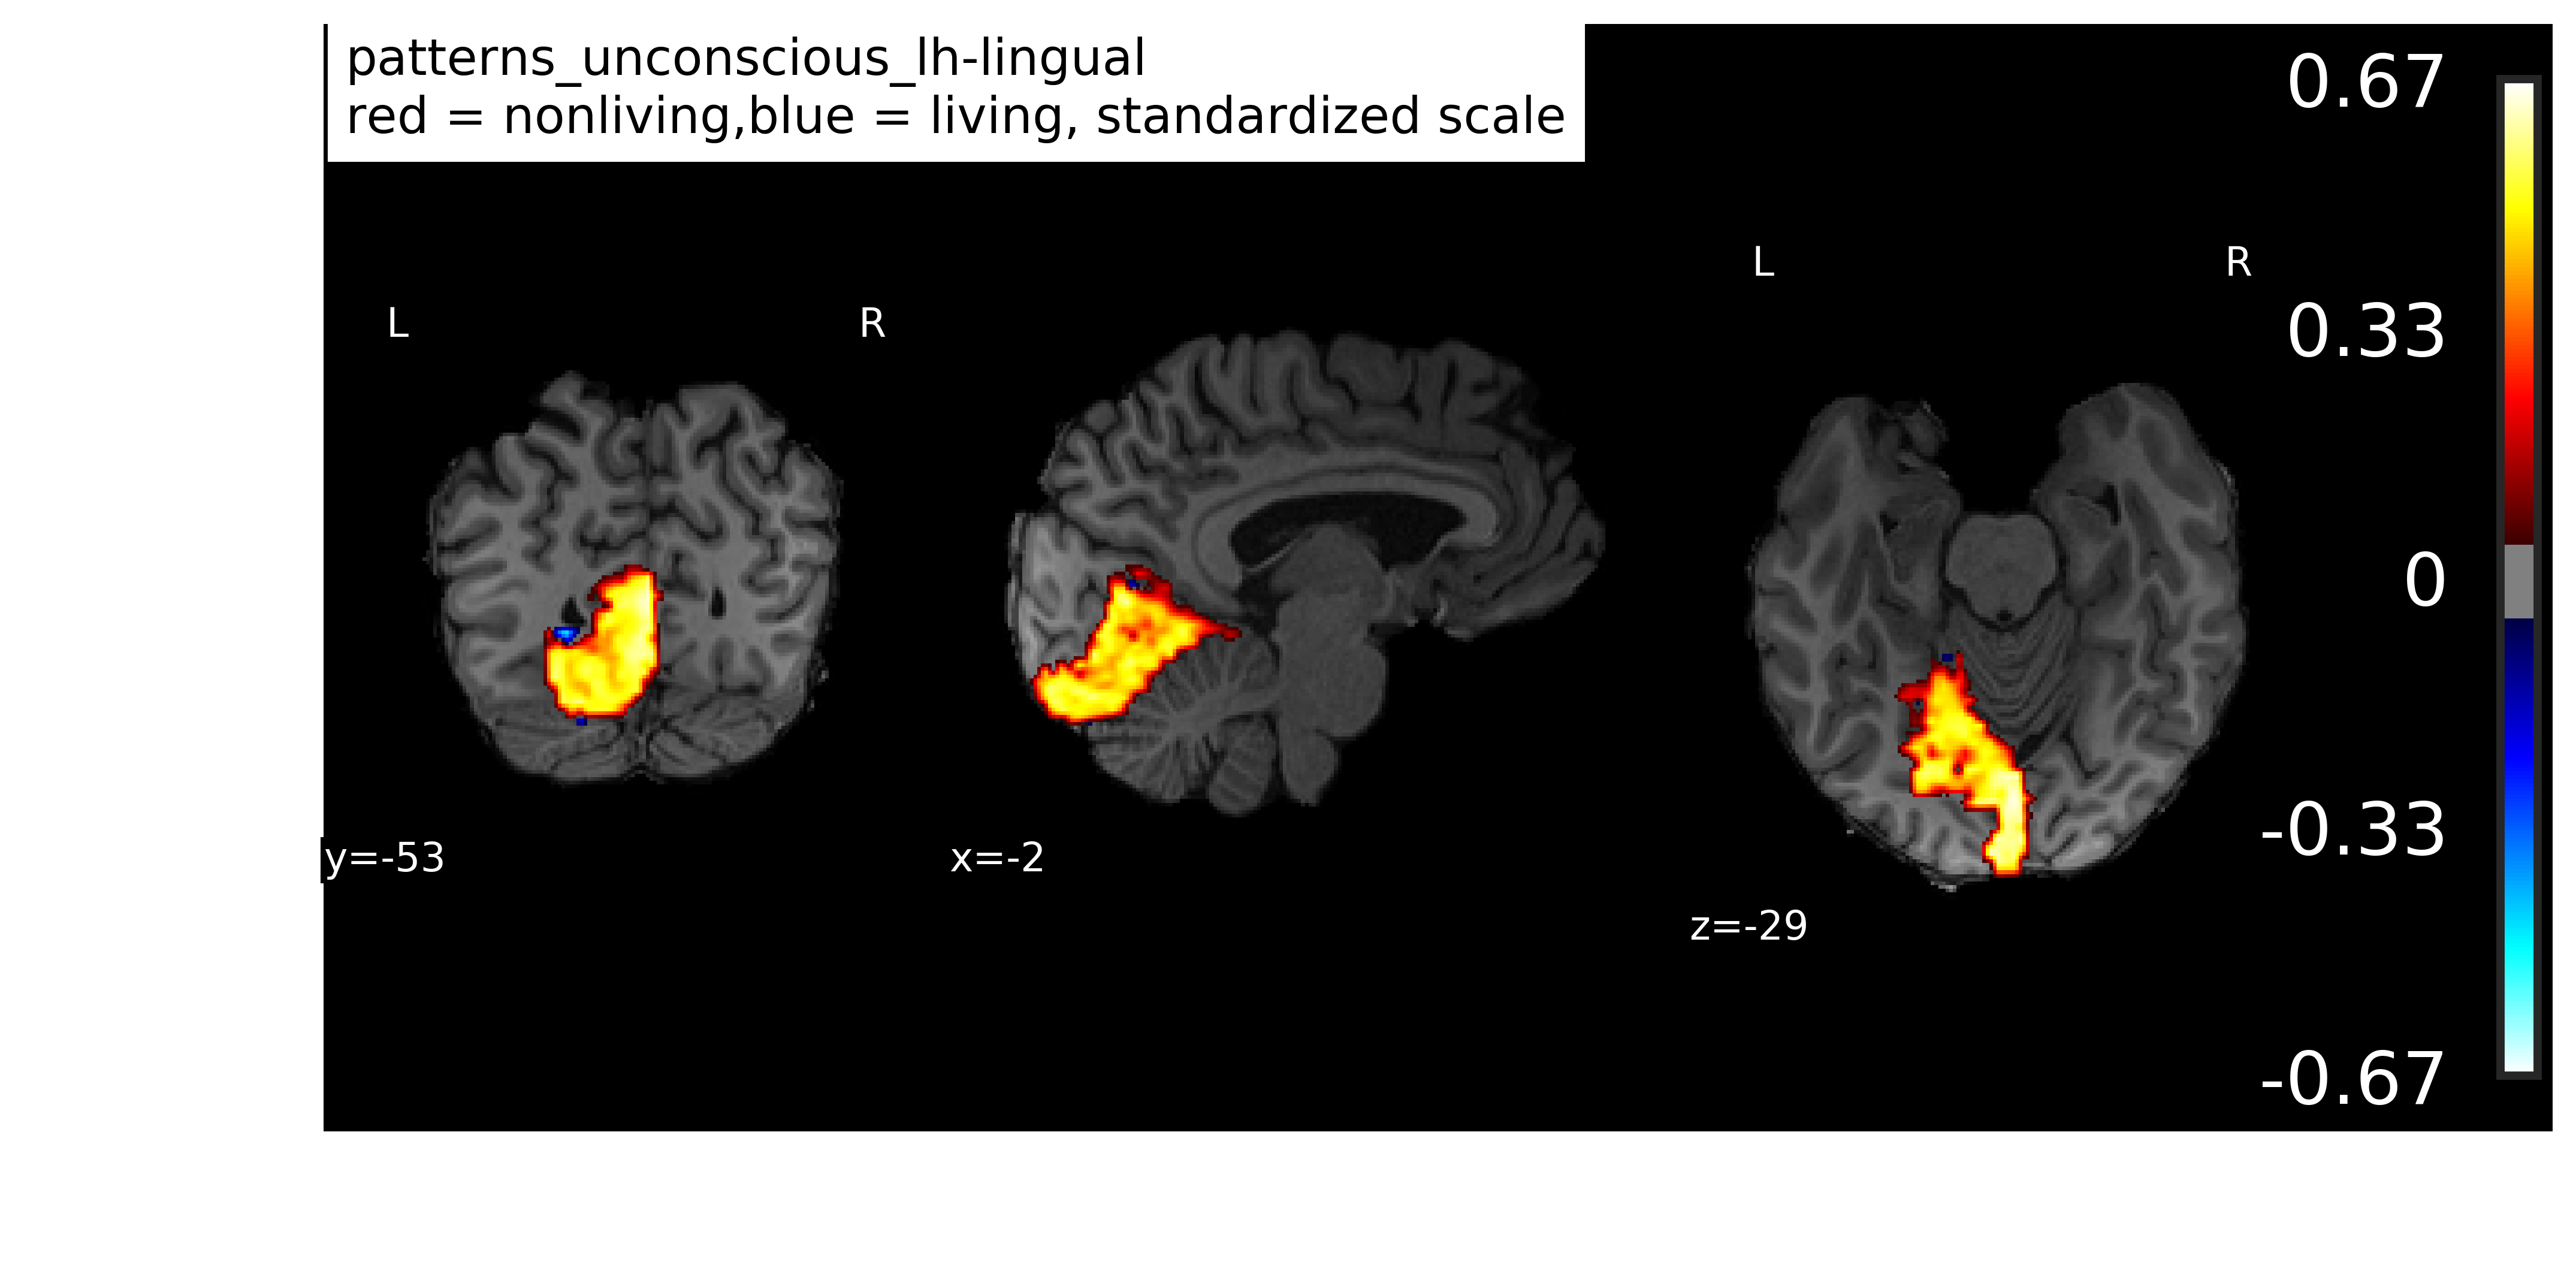 patterns_unconscious_lh-lingual
red = nonliving,blue = living, standardized scale
L
R
y=-53
x=-2
L
R
z=-29
0.67
0.33
0
-0.33
-0.67